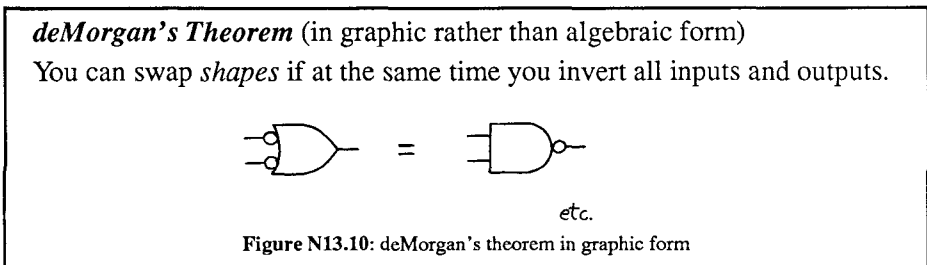 deMorgan's Theorem (in graphic rather than algebraic form)
You can swap shapes if at the same time you invert all inputs and outputs.
=
etc.
Figure N13.10: deMorgan's theorem in graphic form